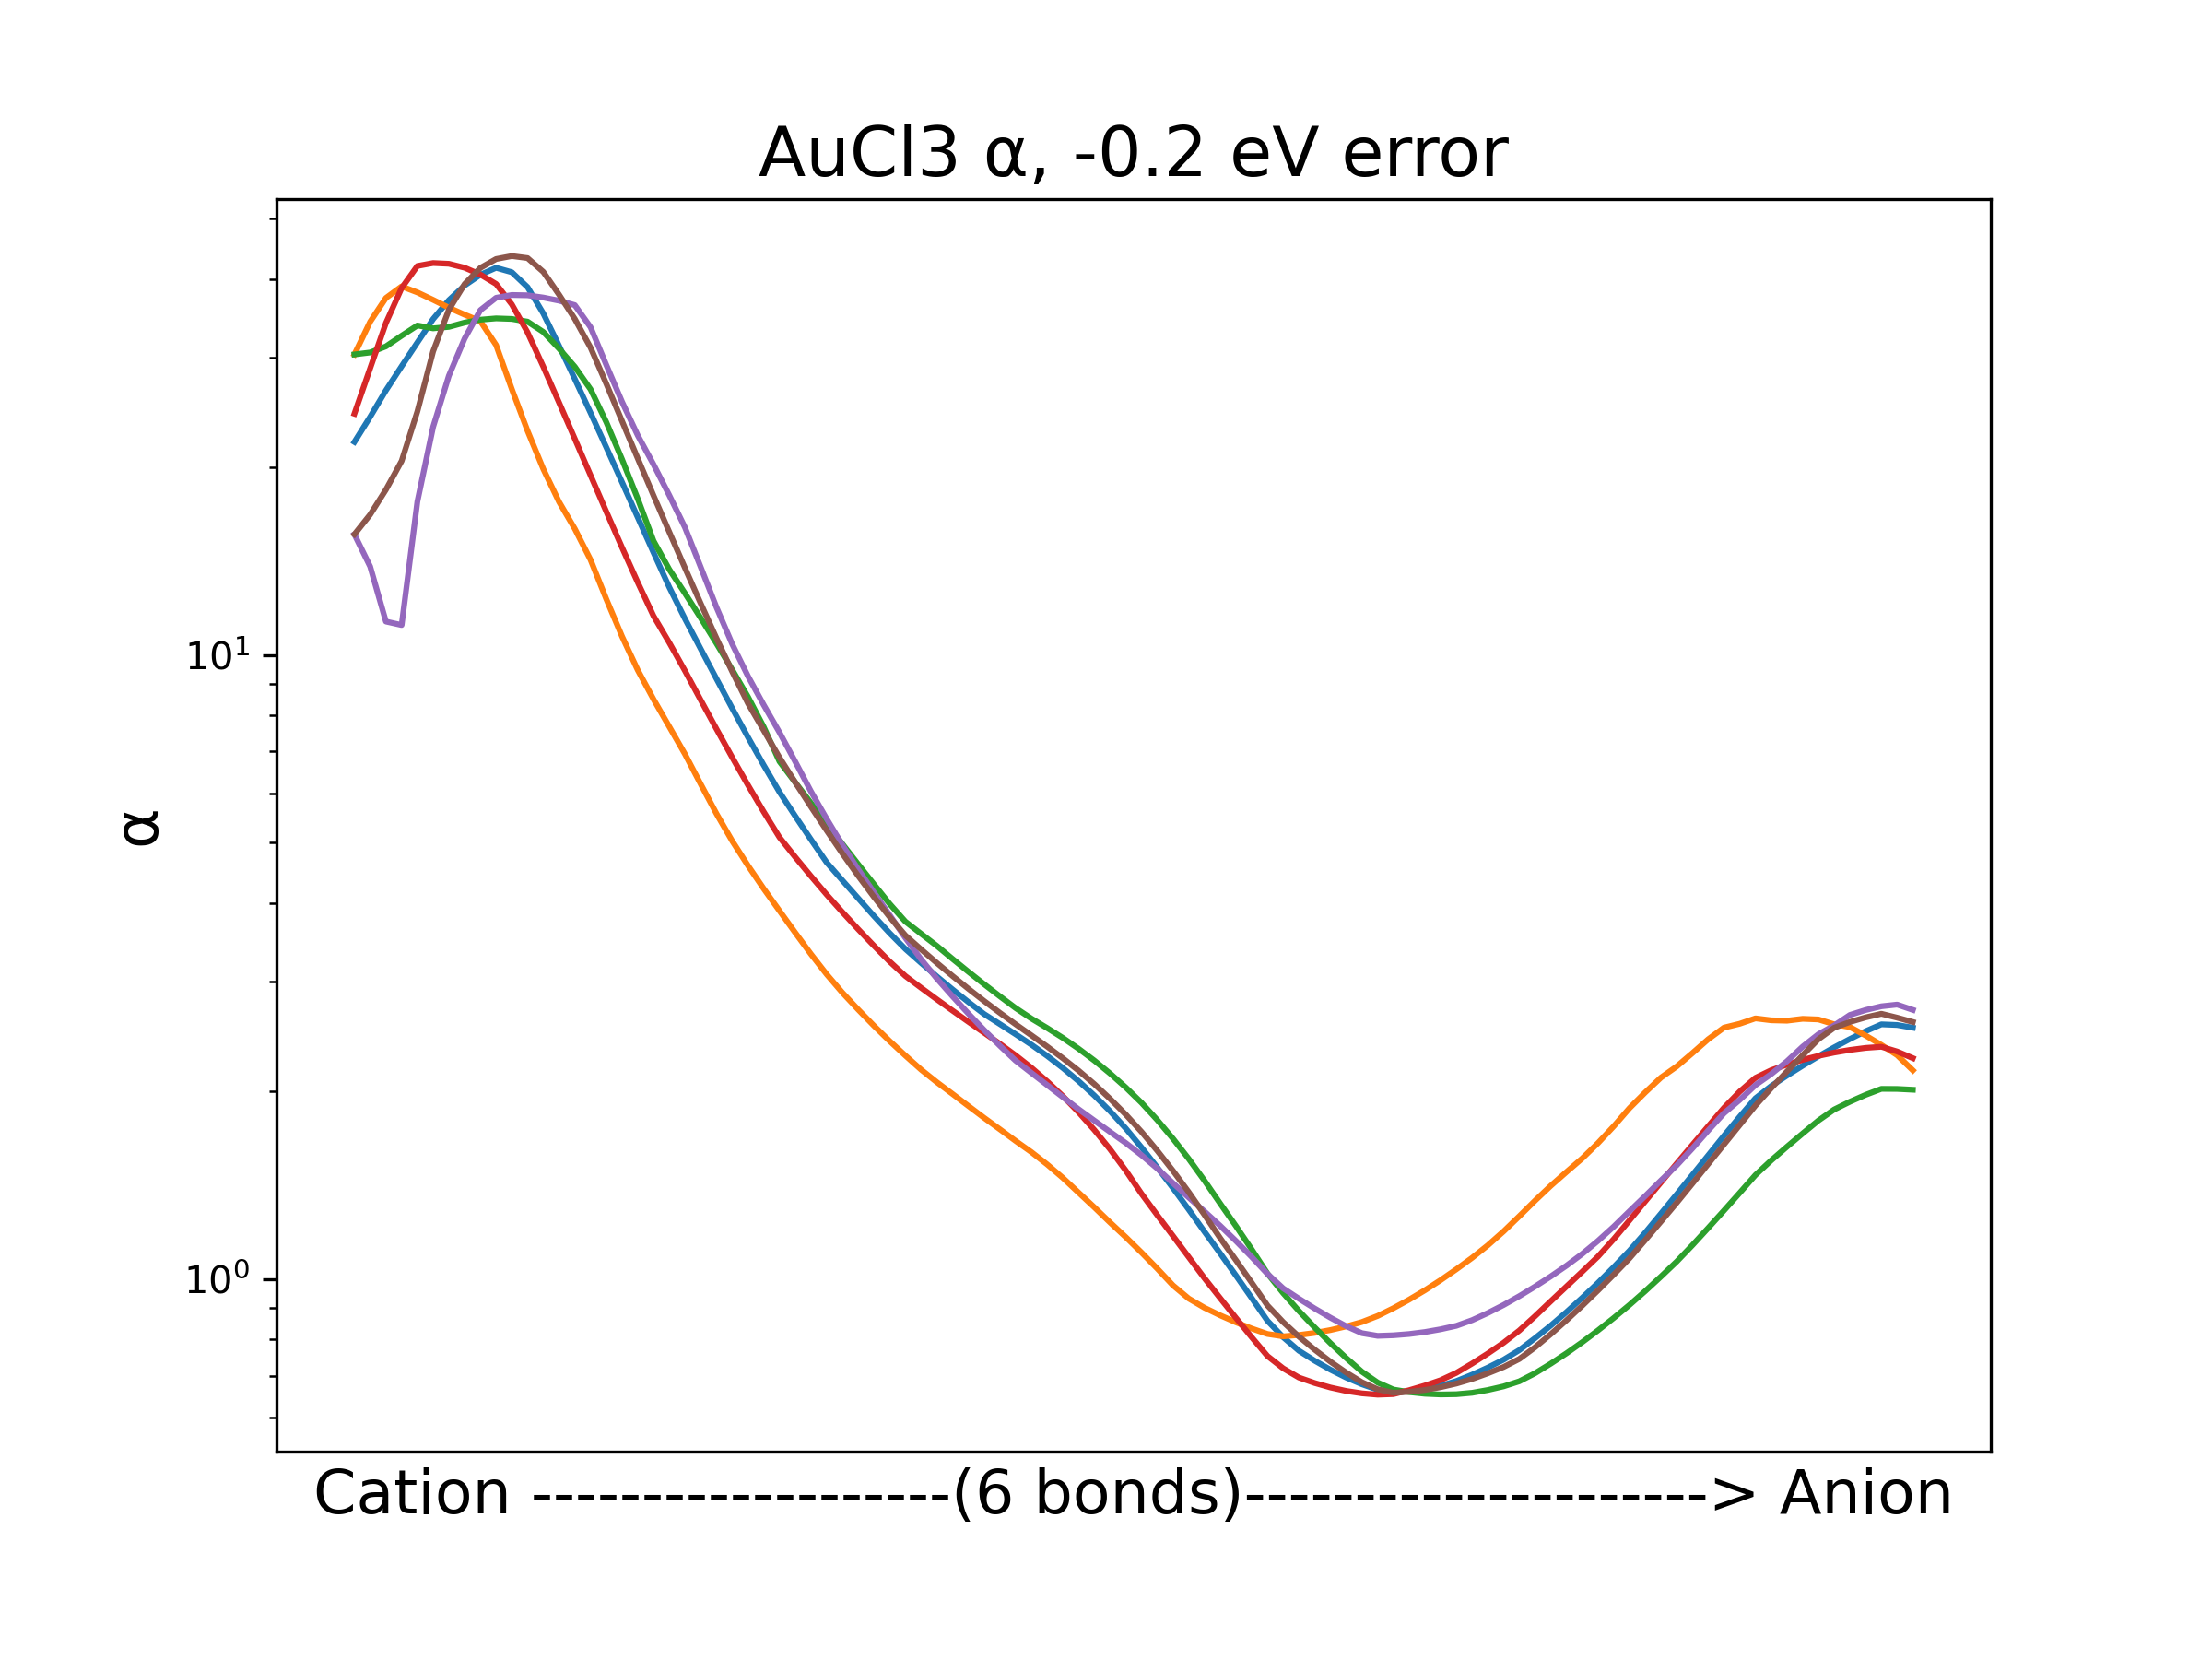 AuCl3 α, -0.2 eV error
α
10¹
10⁰
Cation -------------------(6 bonds)---------------------> Anion